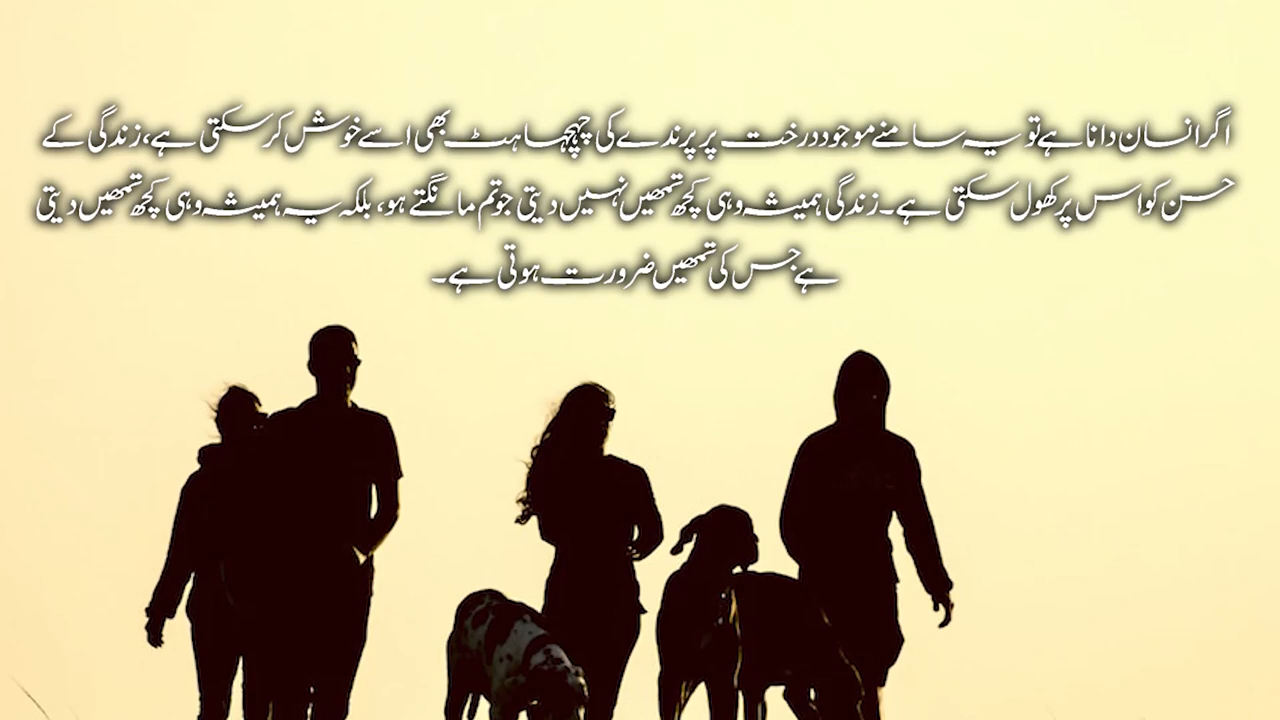 اگر انسان دانا ہے تو یہ سامنے موجود درخت پر پرندے کی چہچہاہٹ بھی اسے خوش کر سکتی ہے، زندگی کے
حسن کو اس پر کھول سکتی ہے۔ زندگی ہمیشہ وہی کچھ تمھیں نہیں دیتی جو تم مانگتے ہو، بلکہ یہ ہمیشہ وہی کچھ تمھیں دیتی
ہے جس کی تمھیں ضرورت ہوتی ہے۔